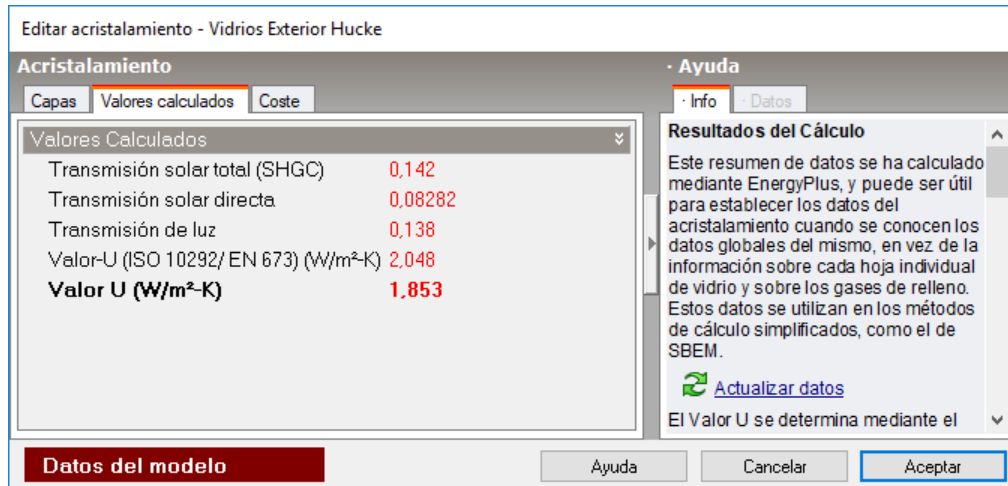 Editar acristalamiento - Vidrios Exterior Hucke
Acristalamiento
Capas Valores calculados Coste
Valores Calculados
Transmisión solar total (SHGC) 0,142
Transmisión solar directa 0,08282
Transmisión de luz 0,138
Valor-U (ISO 10292/ EN 673) (W/m²-K) 2,048
Valor U (W/m²-K) 1,853
· Ayuda
· Info · Datos
Resultados del Cálculo
Este resumen de datos se ha calculado
mediante EnergyPlus, y puede ser útil
para establecer los datos del
acristalamiento cuando se conocen los
datos globales del mismo, en vez de la
información sobre cada hoja individual
de vidrio y sobre los gases de relleno.
Estos datos se utilizan en los métodos
de cálculo simplificados, como el de
SBEM.
Actualizar datos
El Valor U se determina mediante el
Datos del modelo
Ayuda Cancelar Aceptar